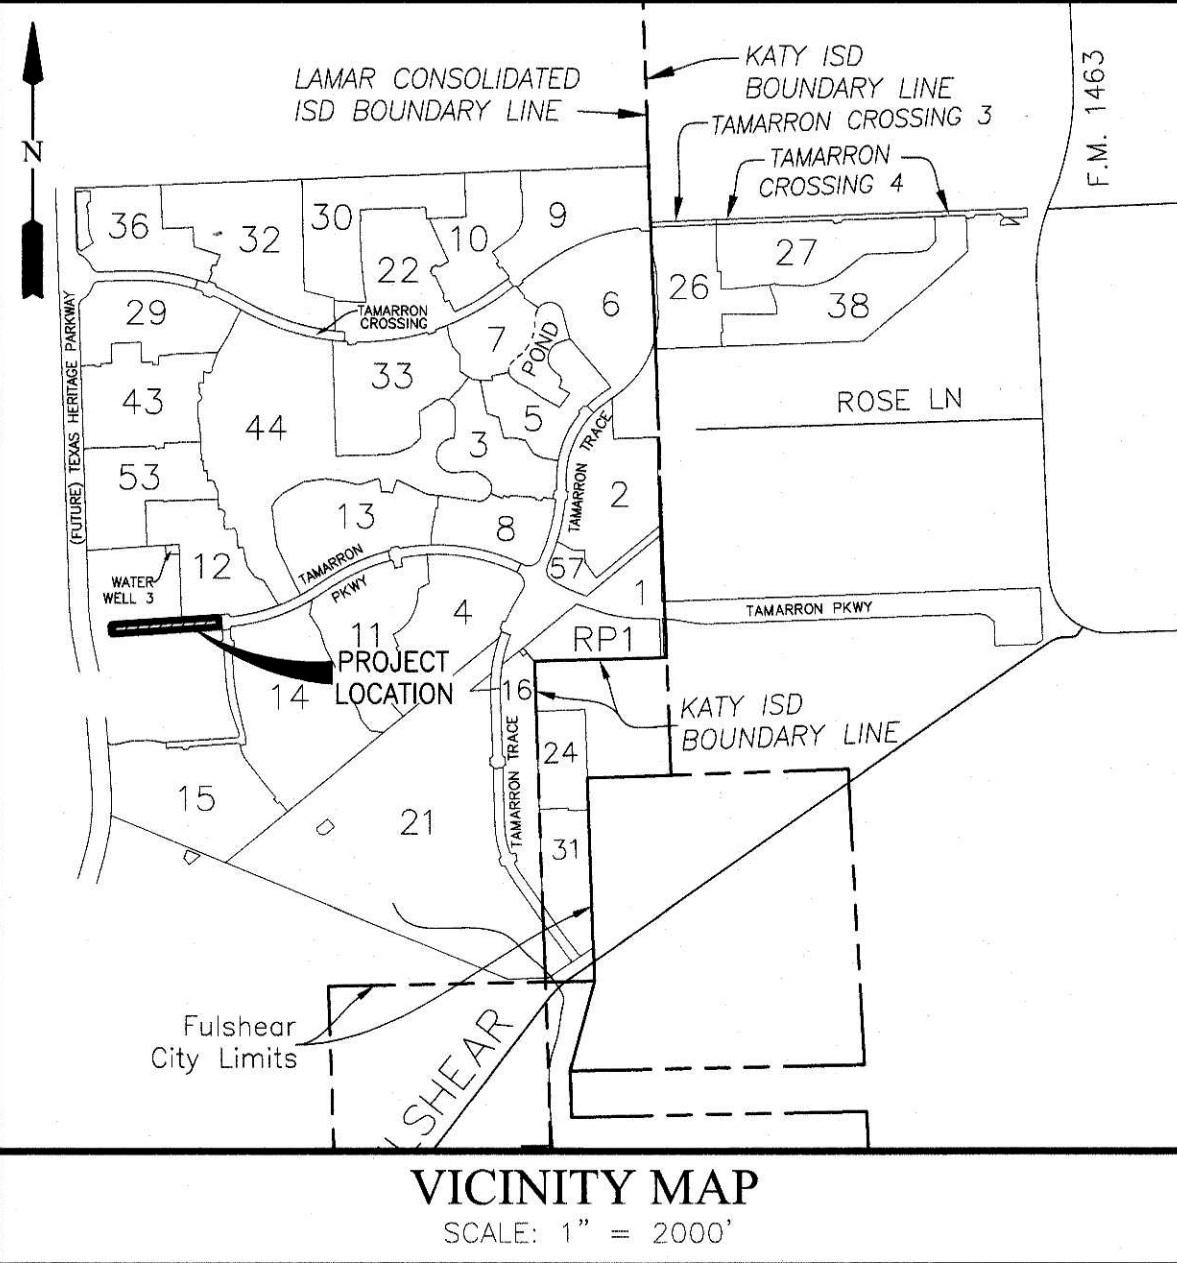 KATY ISD
BOUNDARY LINE
LAMAR CONSOLIDATED
ISD BOUNDARY LINE
TAMARRON CROSSING 3
TAMARRON
CROSSING 4
F.M. 1463
N
36
32
30
22
10
9
27
26
38
6
29
TAMARRON
CROSSING
7
POND
33
43
44
5
3
ROSE LN
(FUTURE) TEXAS HERITAGE PARKWAY
53
13
8
2
TAMARRON TRACE
12
WATER
WELL 3
TAMARRON
PKWY
57
1
4
11
TAMARRON PKWY
RP1
PROJECT
LOCATION
14
16
KATY ISD
BOUNDARY LINE
24
15
21
TAMARRON TRACE
31
Fulshear
City Limits
LSHEAR
VICINITY MAP
SCALE: 1" = 2000'